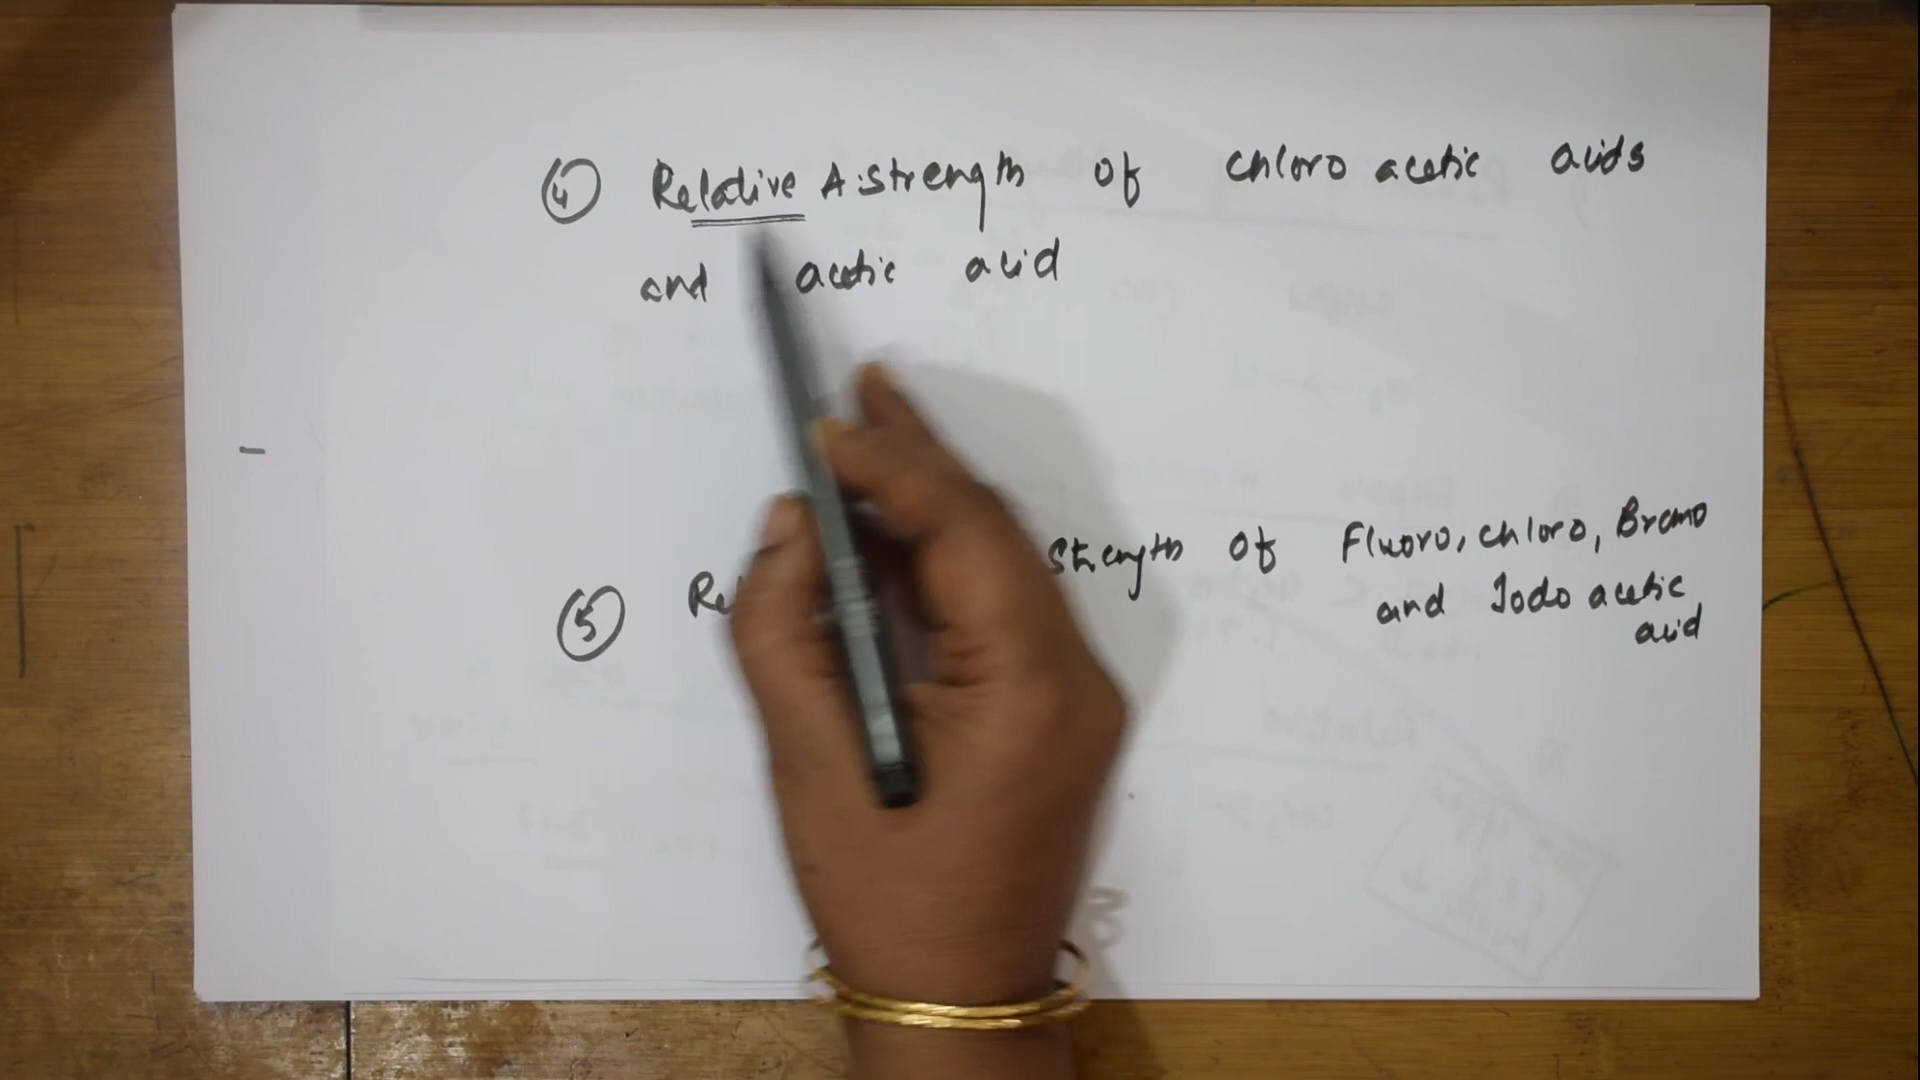 ④ Relative A.strength of chloro acetic acids
and acetic acid
⑤ Strength of Fluoro, chloro, Bromo
and Iodo acetic
acid